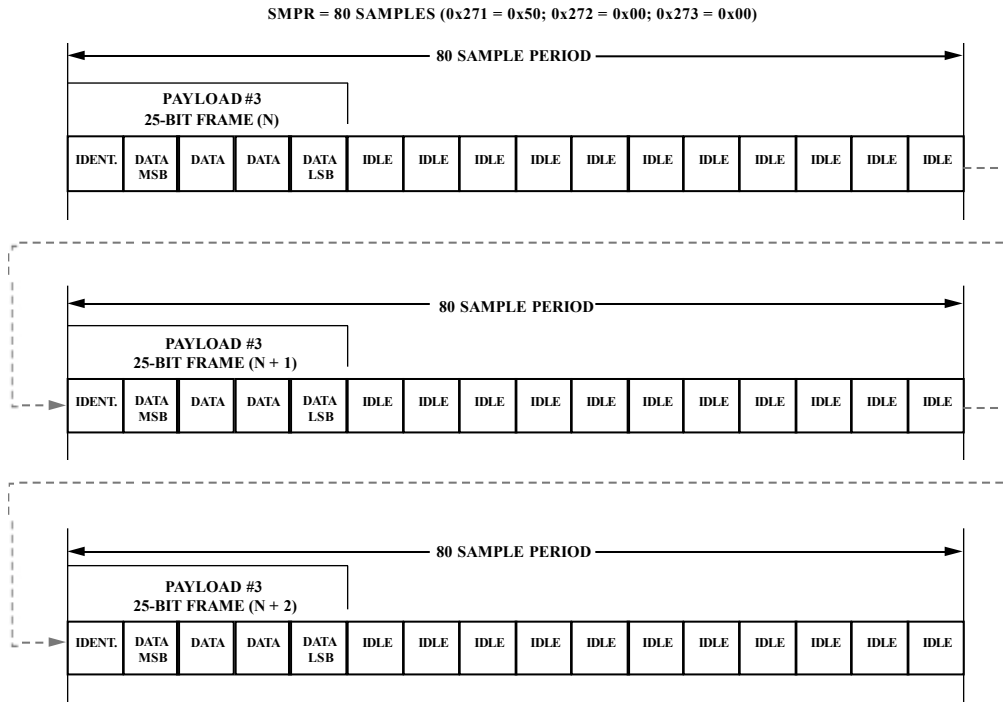 SMPR = 80 SAMPLES (0x271 = 0x50; 0x272 = 0x00; 0x273 = 0x00)
80 SAMPLE PERIOD
PAYLOAD #3
25-BIT FRAME (N)
IDENT. DATA MSB DATA DATA DATA LSB IDLE IDLE IDLE IDLE IDLE IDLE IDLE IDLE IDLE IDLE IDLE
80 SAMPLE PERIOD
PAYLOAD #3
25-BIT FRAME (N + 1)
IDENT. DATA MSB DATA DATA DATA LSB IDLE IDLE IDLE IDLE IDLE IDLE IDLE IDLE IDLE IDLE IDLE
80 SAMPLE PERIOD
PAYLOAD #3
25-BIT FRAME (N + 2)
IDENT. DATA MSB DATA DATA DATA LSB IDLE IDLE IDLE IDLE IDLE IDLE IDLE IDLE IDLE IDLE IDLE